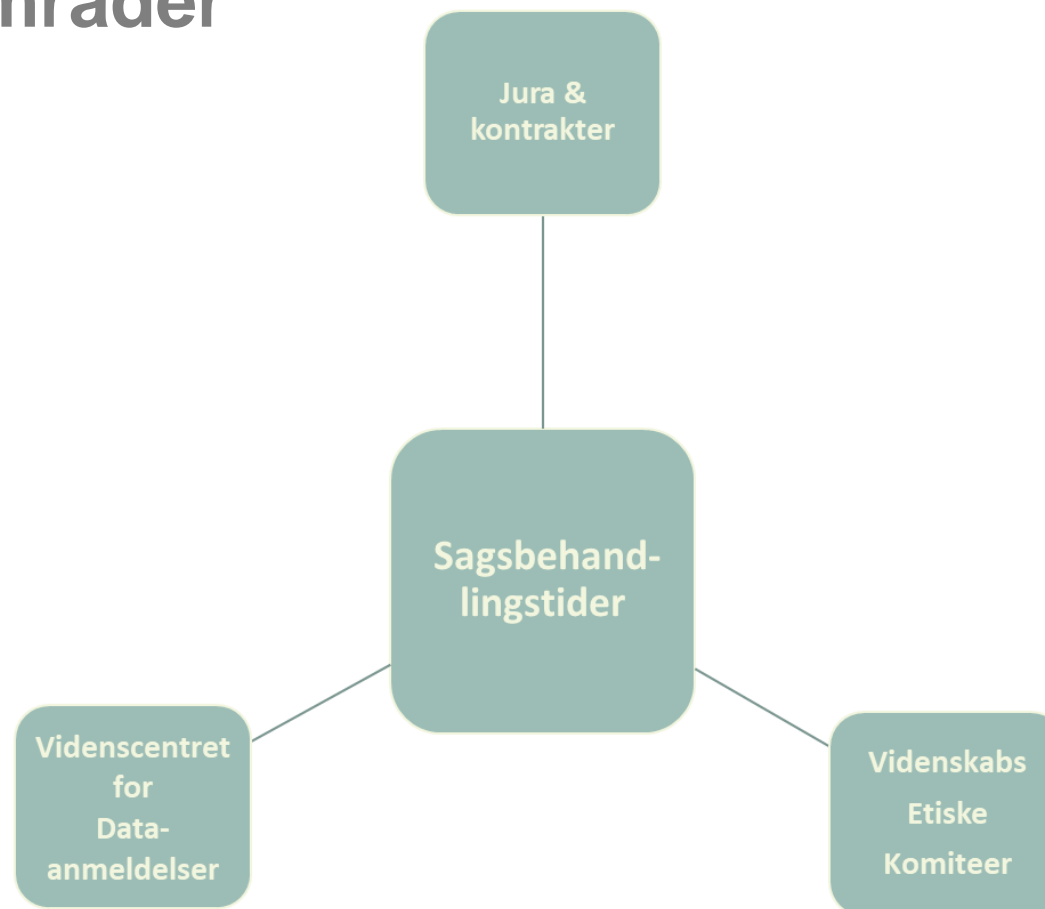 Jura &
kontrakter
Sagsbehand-
lingstider
Videnscentret
for
Data-
anmeldelser
Videnskabs
Etiske
Komiteer